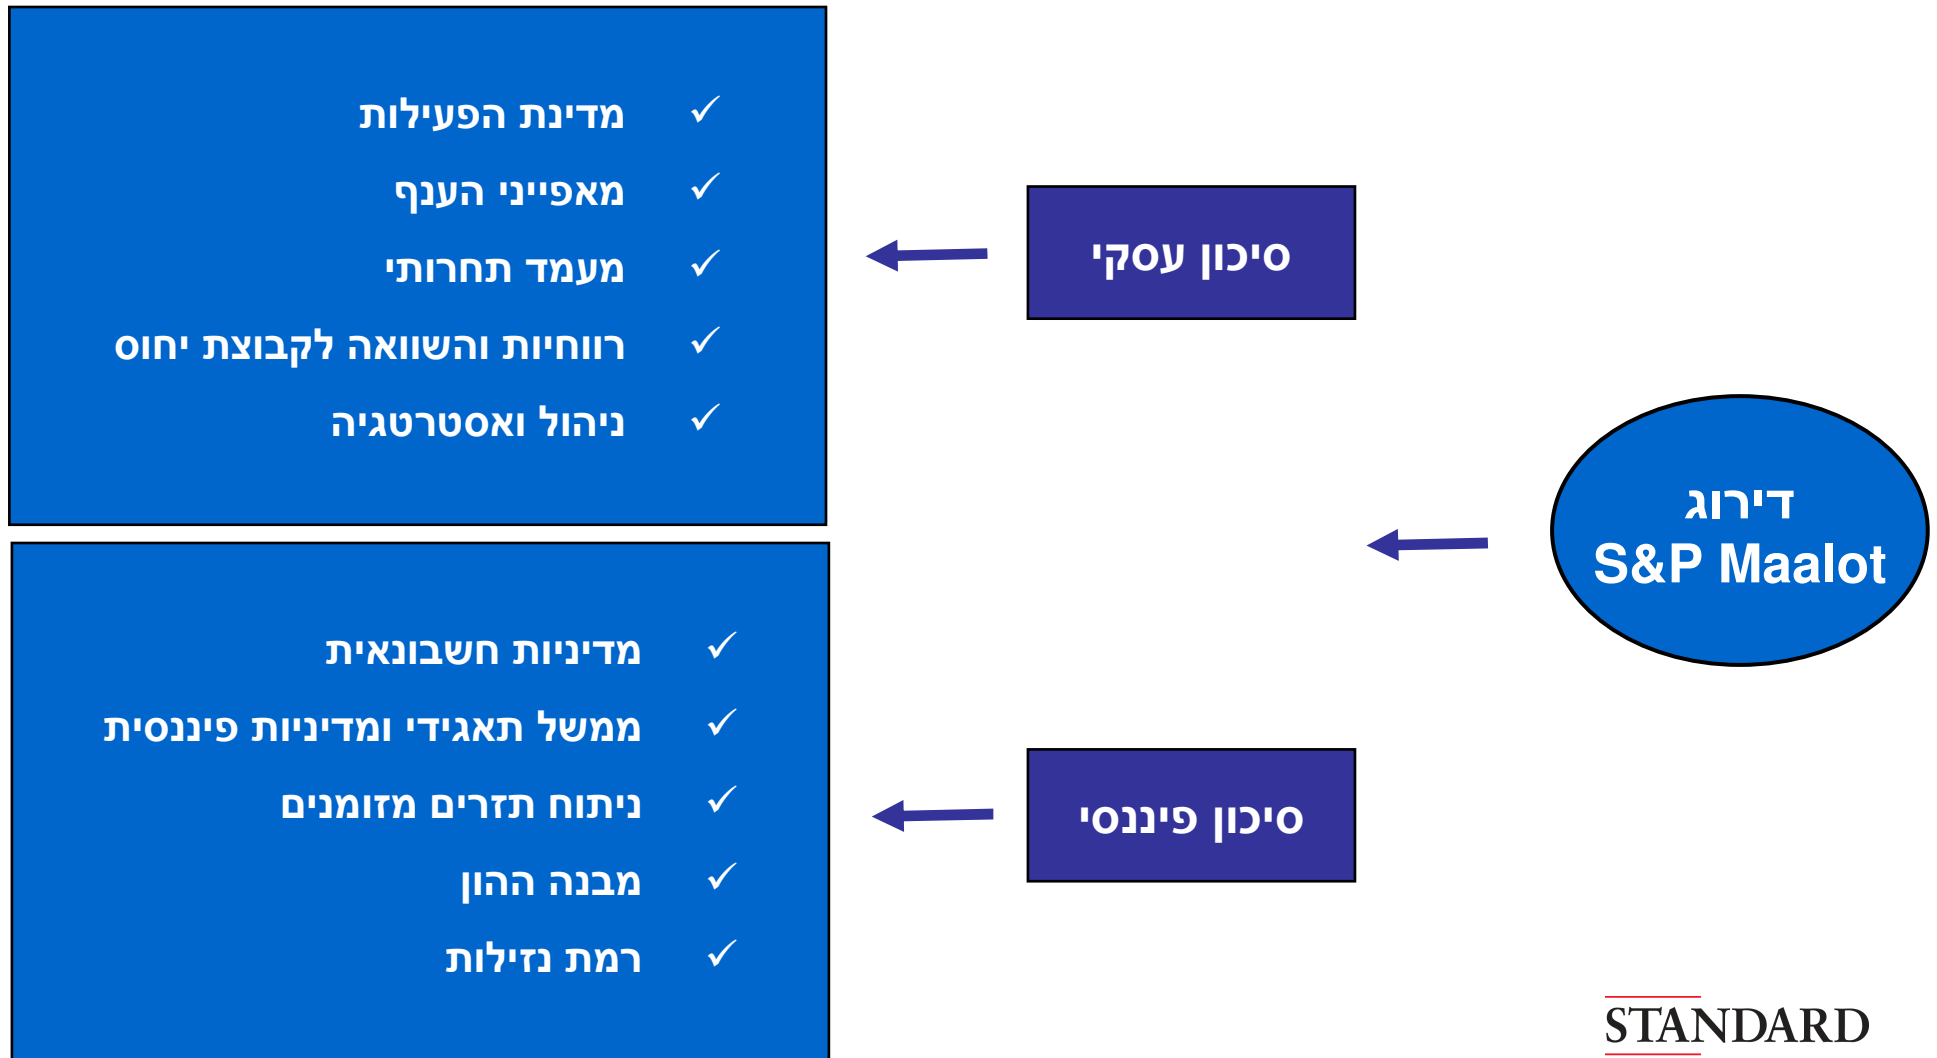 דירוג
S&P Maalot
סיכון עסקי
✓ מדינת הפעילות
✓ מאפייני הענף
✓ מעמד תחרותי
✓ רווחיות והשוואה לקבוצת יחוס
✓ ניהול ואסטרטגיה
סיכון פיננסי
✓ מדיניות חשבונאית
✓ ממשל תאגידי ומדיניות פיננסית
✓ ניתוח תזרים מזומנים
✓ מבנה ההון
✓ רמת נזילות
STANDARD